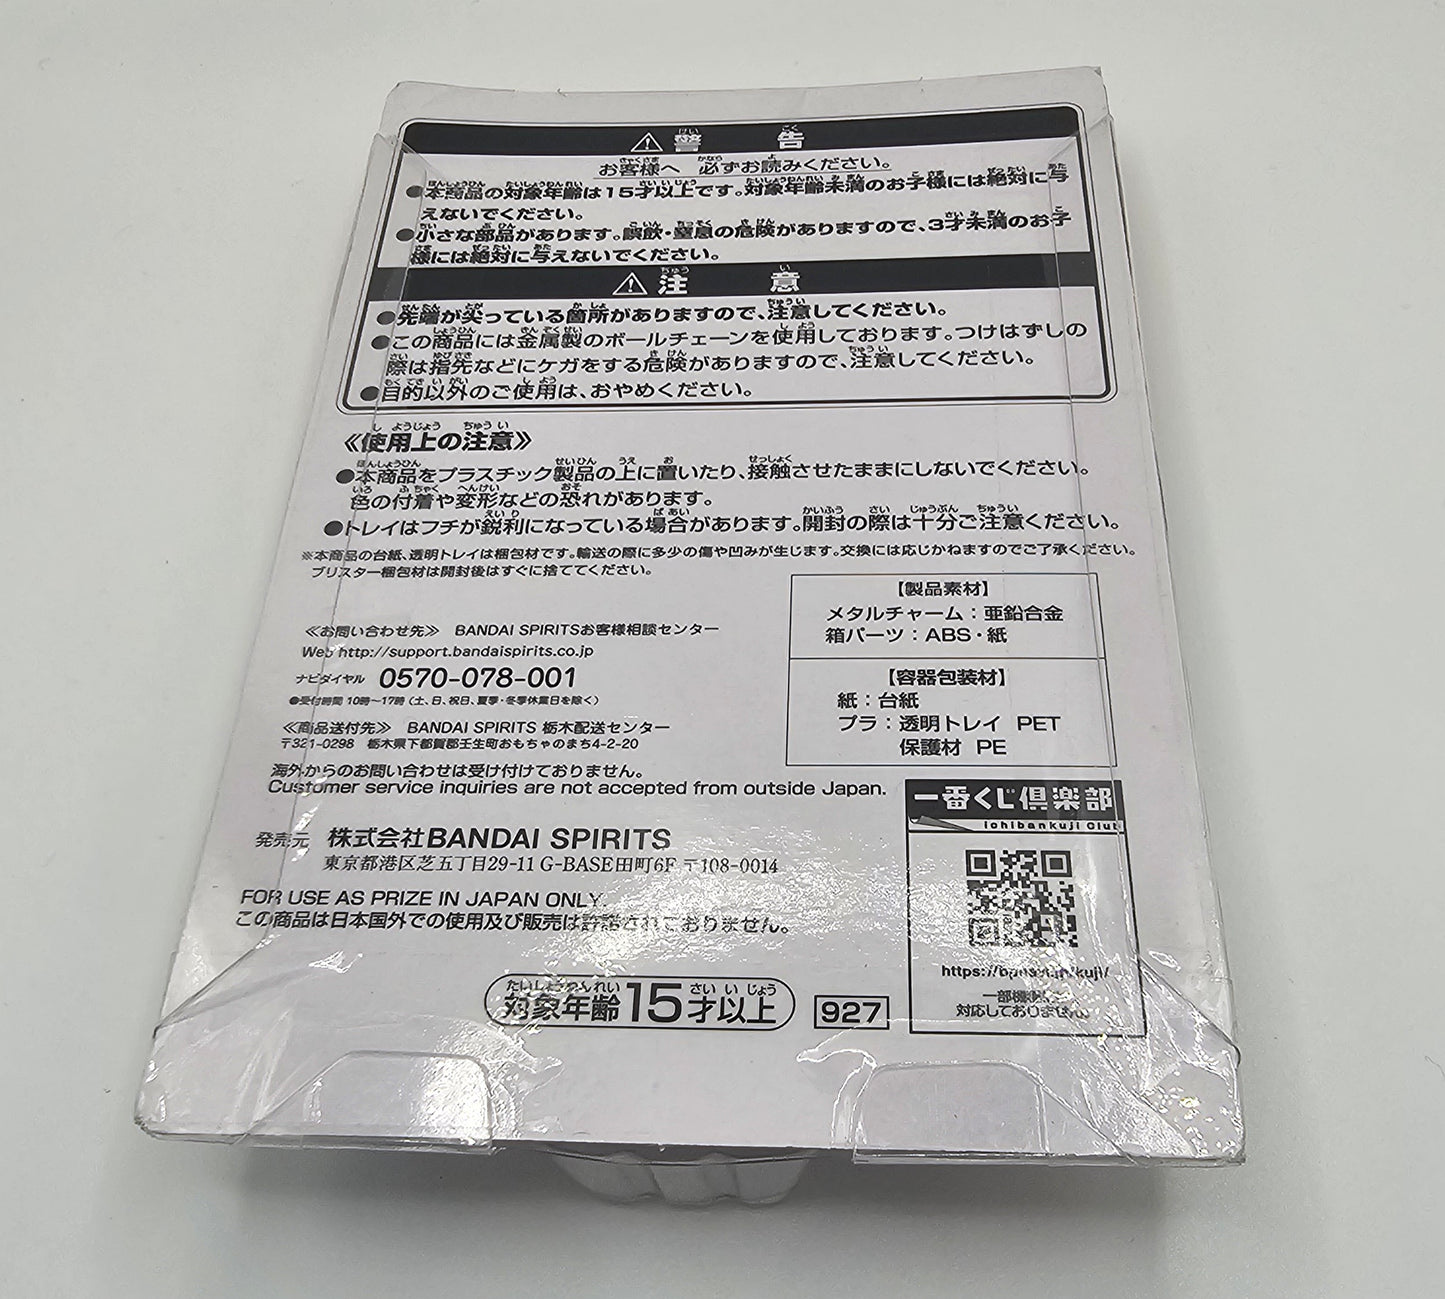 ⚠警告
お客様へ 必ずお読みください。
●本商品の対象年齢は15才以上です。対象年齢未満のお子様には絶対に与
えないでください。
●小さな部品があります。誤飲・窒息の危険がありますので、3才未満のお子
様には絶対に与えないでください。
⚠注意
●先端が尖っている箇所がありますので、注意してください。
●この商品には金属製のボールチェーンを使用しております。つけはずしの
際は指先などにケガをする危険がありますので、注意してください。
●目的以外のご使用は、おやめください。
《使用上の注意》
●本商品をプラスチック製品の上に置いたり、接触させたままにしないでください。
色の付着や変形などの恐れがあります。
●トレイはフチが鋭利になっている場合があります。開封の際は十分ご注意ください。
※本商品の台紙、透明トレイは梱包材です。輸送の際に多少の傷や凹みが生じます。交換には応じかねますのでご了承ください。
ブリスター梱包材は開封後はすぐに捨ててください。
【製品素材】
メタルチャーム：亜鉛合金
箱パーツ：ABS・紙
【容器包装材】
紙：台紙
プラ：透明トレイ PET
保護材 PE
≪お問い合わせ先≫ BANDAI SPIRITSお客様相談センター
Web http://support.bandaispirits.co.jp
ナビダイヤル 0570-078-001
●受付時間 10時～17時（土、日、祝日、夏季・冬季休業日を除く）
≪商品送付先≫ BANDAI SPIRITS 栃木配送センター
〒321-0298 栃木県下都賀郡壬生町おもちゃのまち4-2-20
海外からのお問い合わせは受け付けておりません。
Customer service inquiries are not accepted from outside Japan.
発売元 株式会社BANDAI SPIRITS
東京都港区芝五丁目29-11 G-BASE田町6F 〒108-0014
FOR USE AS PRIZE IN JAPAN ONLY.
この商品は日本国外での使用及び販売は許諾されておりません。
一番くじ倶楽部
ichibankuji Club
対応しておりません。
対象年齢15才以上
927